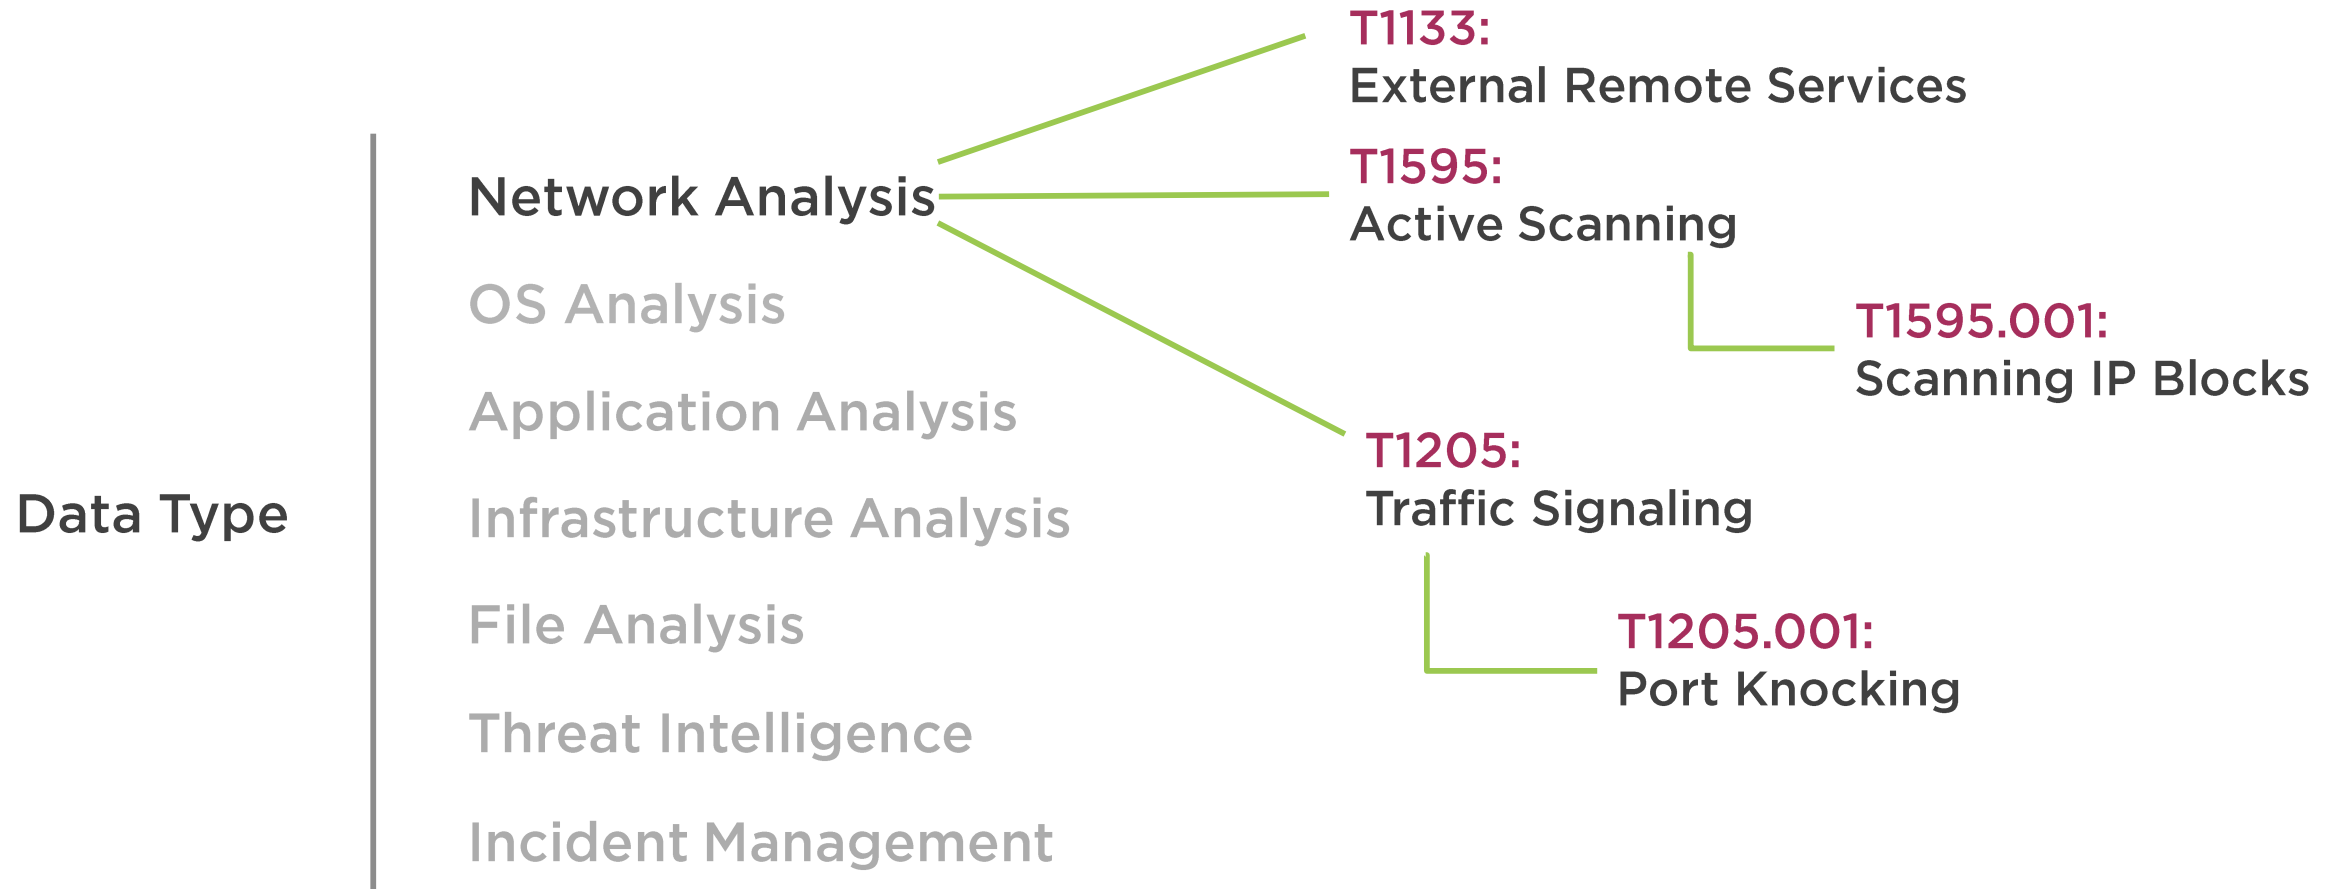 T1133:
External Remote Services
T1595:
Network Analysis
Active Scanning
OS Analysis
T1595.001:
Scanning IP Blocks
Application Analysis
T1205:
Data Type
Infrastructure Analysis
Traffic Signaling
File Analysis
T1205.001:
Port Knocking
Threat Intelligence
Incident Management